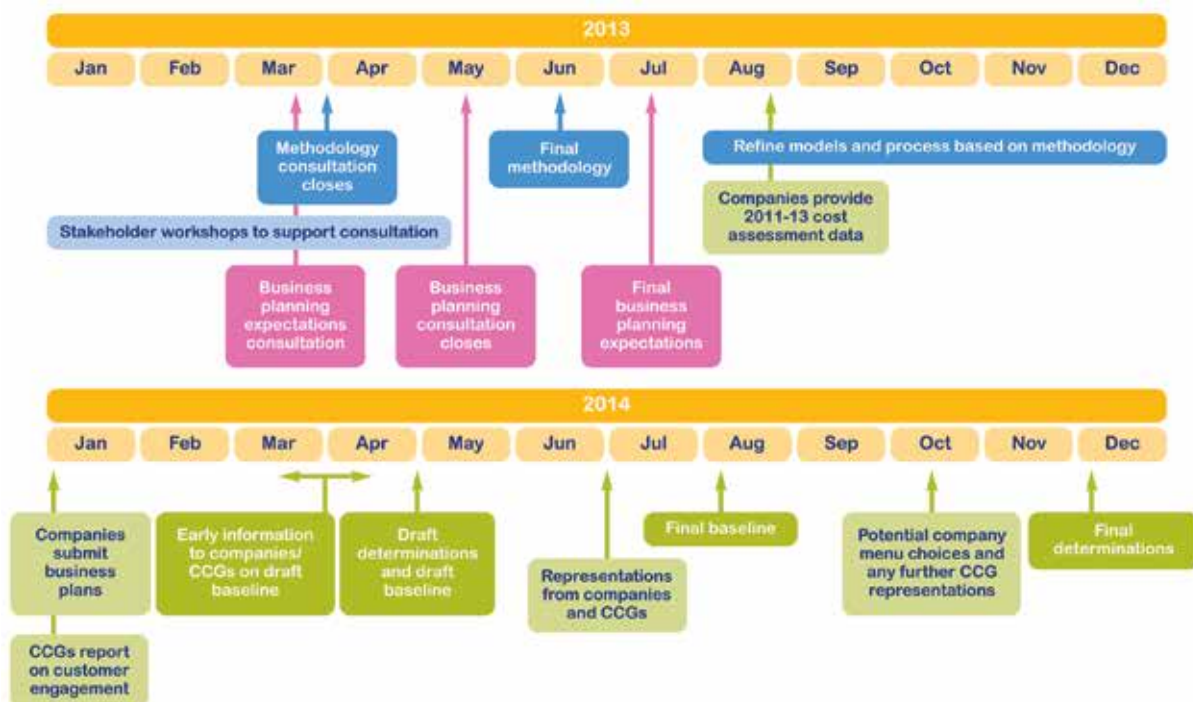 2013
Jan Feb Mar Apr May Jun Jul Aug Sep Oct Nov Dec
Methodology
consultation
closes
Final
methodology
Refine models and process based on methodology
Companies provide
2011-13 cost
assessment data
Stakeholder workshops to support consultation
Business
planning
expectations
consultation
Business
planning
consultation
closes
Final
business
planning
expectations
2014
Jan Feb Mar Apr May Jun Jul Aug Sep Oct Nov Dec
Companies
submit
business
plans
Early information
to companies/
CCGs on draft
baseline
Draft
determinations
and draft
baseline
Representations
from companies
and CCGs
Final baseline
Potential company
menu choices and
any further CCG
representations
Final
determinations
CCGs report
on customer
engagement